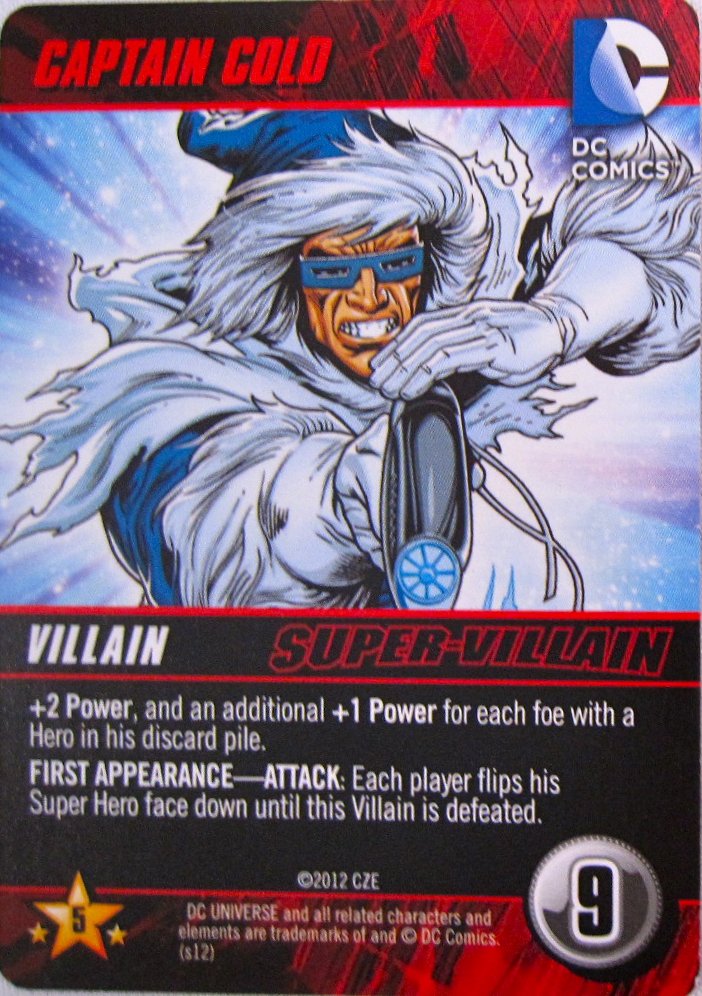 CAPTAIN COLD
DC
COMICS™
VILLAIN
SUPER-VILLAIN
+2 Power, and an additional +1 Power for each foe with a
Hero in his discard pile.
FIRST APPEARANCE—ATTACK: Each player flips his
Super Hero face down until this Villain is defeated.
©2012 CZE
5
DC UNIVERSE and all related characters and
elements are trademarks of and © DC Comics.
(s12)
9